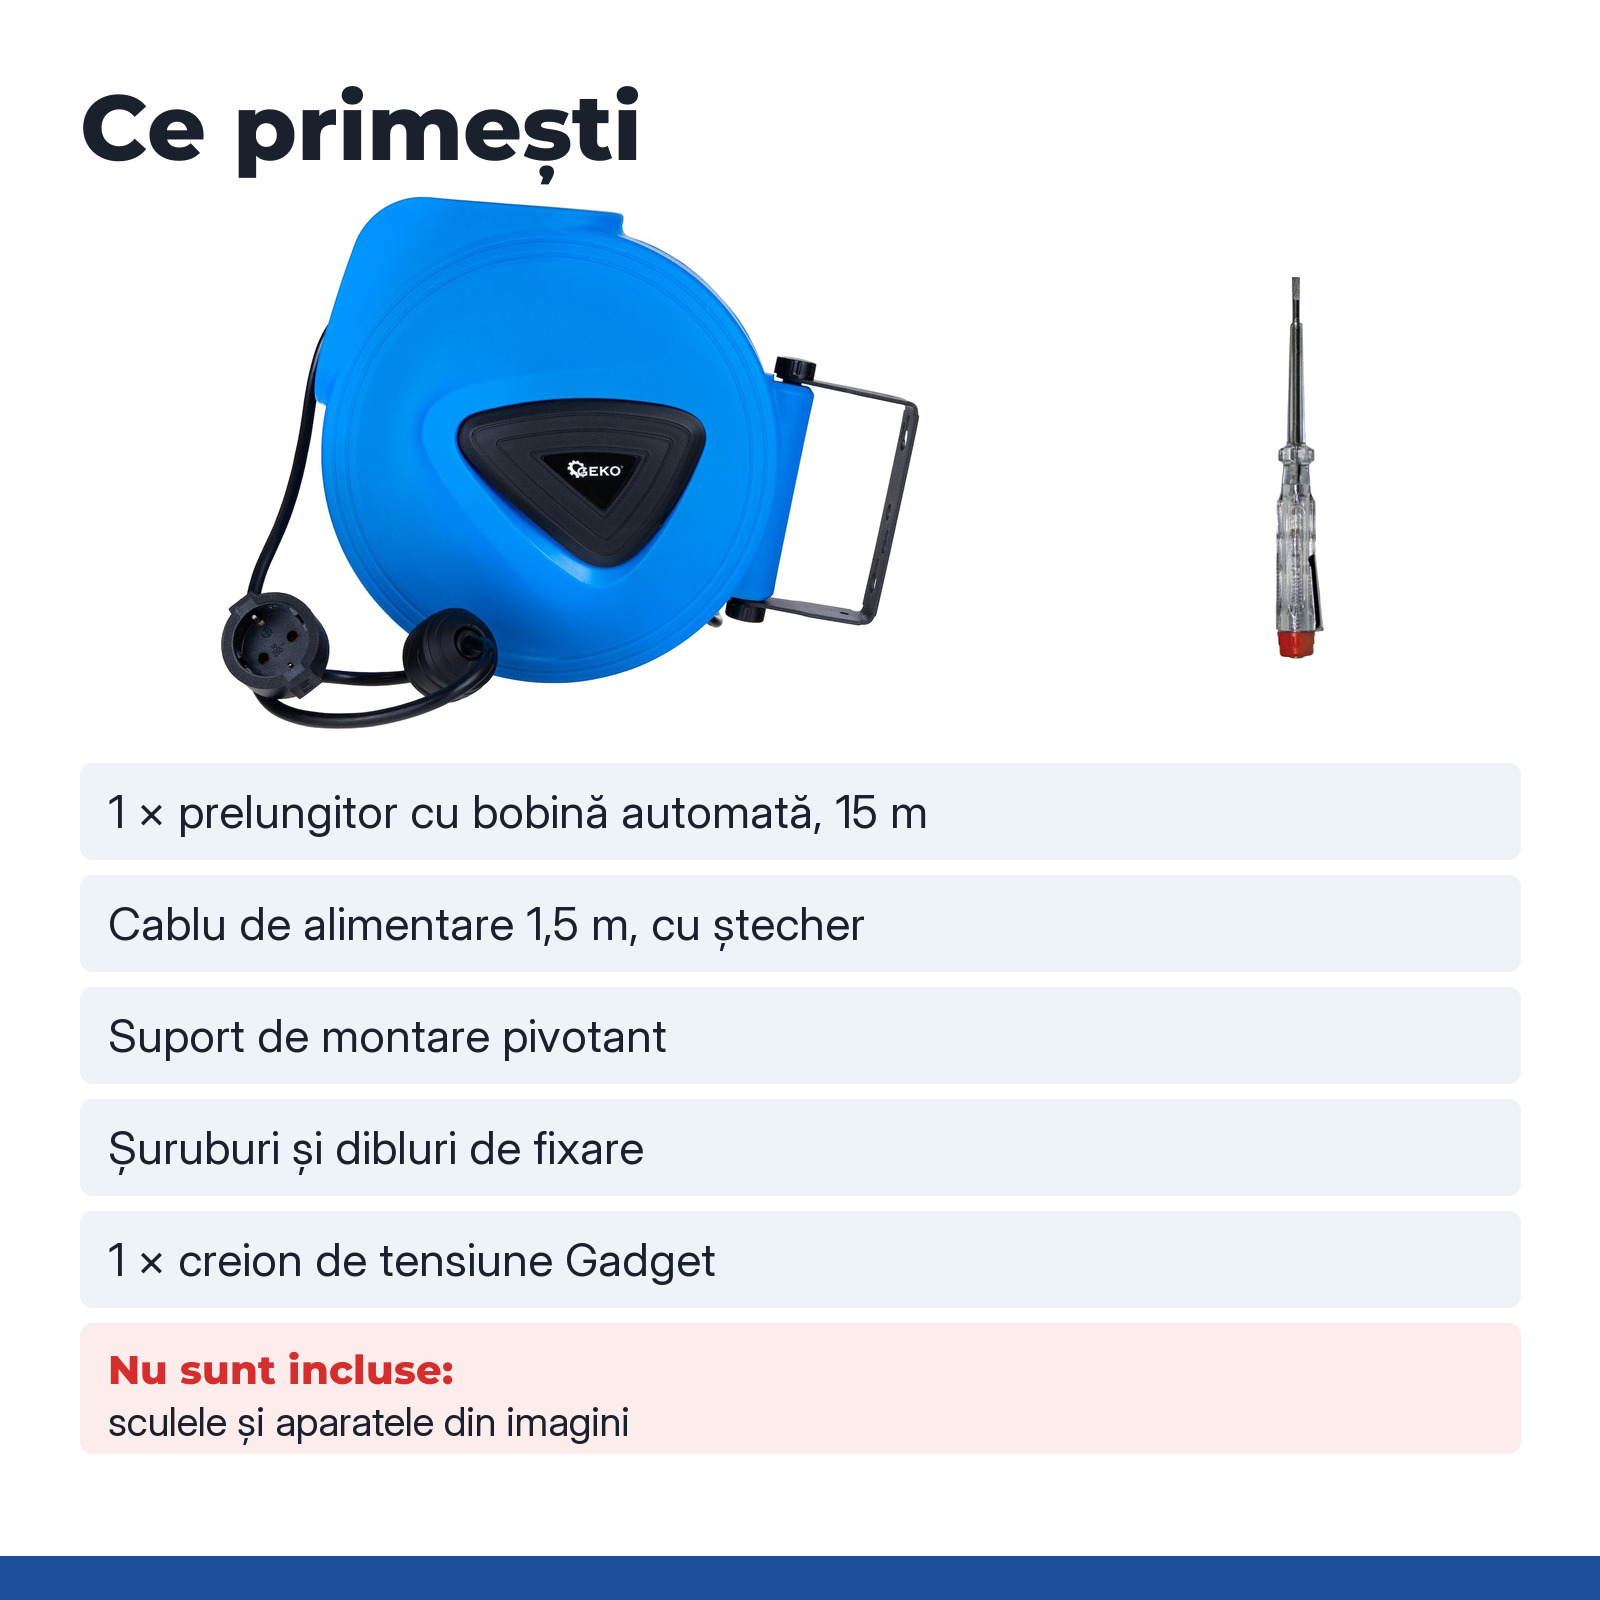 Ce primești
GEKO
1 × prelungitor cu bobină automată, 15 m
Cablu de alimentare 1,5 m, cu ștecher
Suport de montare pivotant
Șuruburi și dibluri de fixare
1 × creion de tensiune Gadget
Nu sunt incluse:
sculele și aparatele din imagini